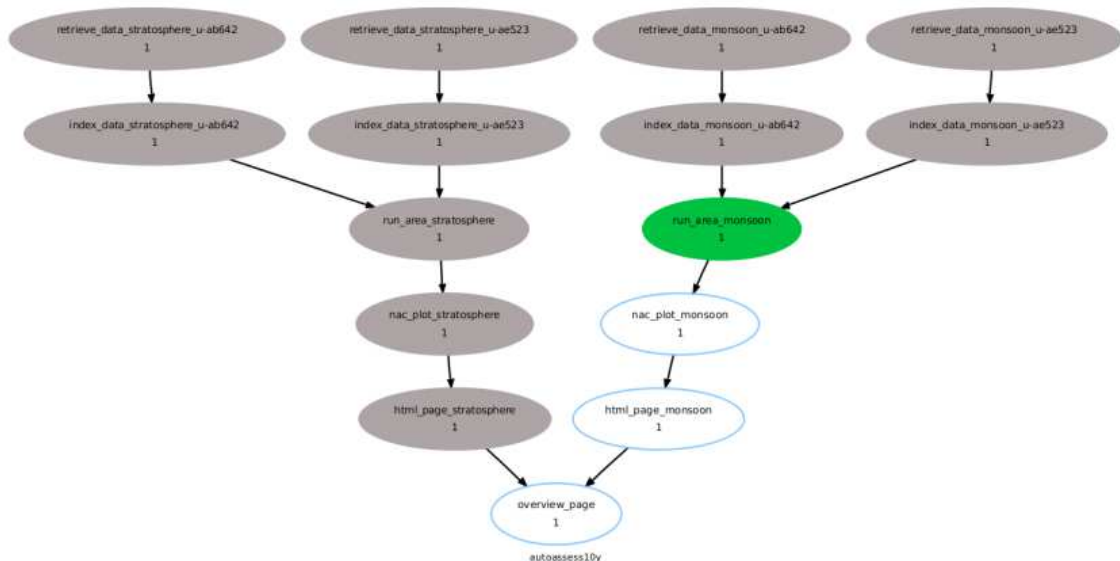 retrieve_data_stratosphere_u-ab642
1
retrieve_data_stratosphere_u-ae523
1
retrieve_data_monsoon_u-ab642
1
retrieve_data_monsoon_u-ae523
1
index_data_stratosphere_u-ab642
1
index_data_stratosphere_u-ae523
1
index_data_monsoon_u-ab642
1
index_data_monsoon_u-ae523
1
run_area_stratosphere
1
run_area_monsoon
1
nac_plot_stratosphere
1
nac_plot_monsoon
1
html_page_stratosphere
1
html_page_monsoon
1
overview_page
1
autoassess10y